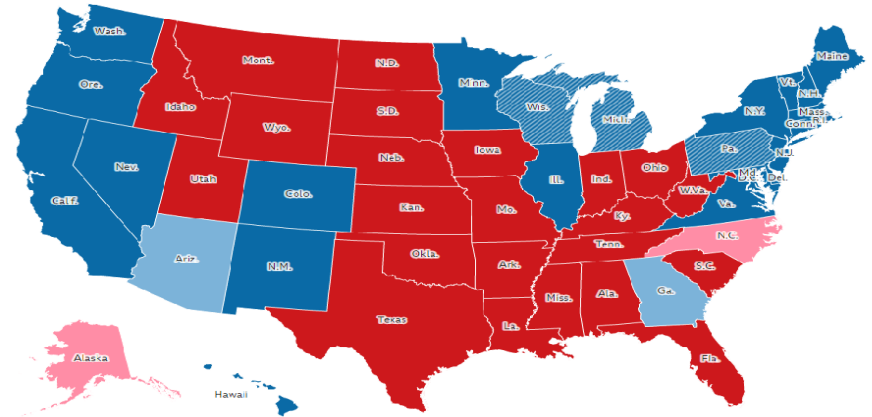 Wash.
Maine
Mont.
N.D.
Minn.
Vt.
N.H.
Ore.
Idaho
S.D.
Wis.
Mich.
N.Y.
Mass.
R.I.
Conn.
Wyo.
Iowa
Pa.
N.J.
Nev.
Utah
Neb.
Ohio
Md.
Del.
D.C.
Calif.
Colo.
Ill.
Ind.
W.Va.
Va.
Kan.
Mo.
Ky.
N.C.
Ariz.
N.M.
Okla.
Ark.
Tenn.
S.C.
Miss.
Ala.
Ga.
Texas
La.
Fla.
Alaska
Hawaii